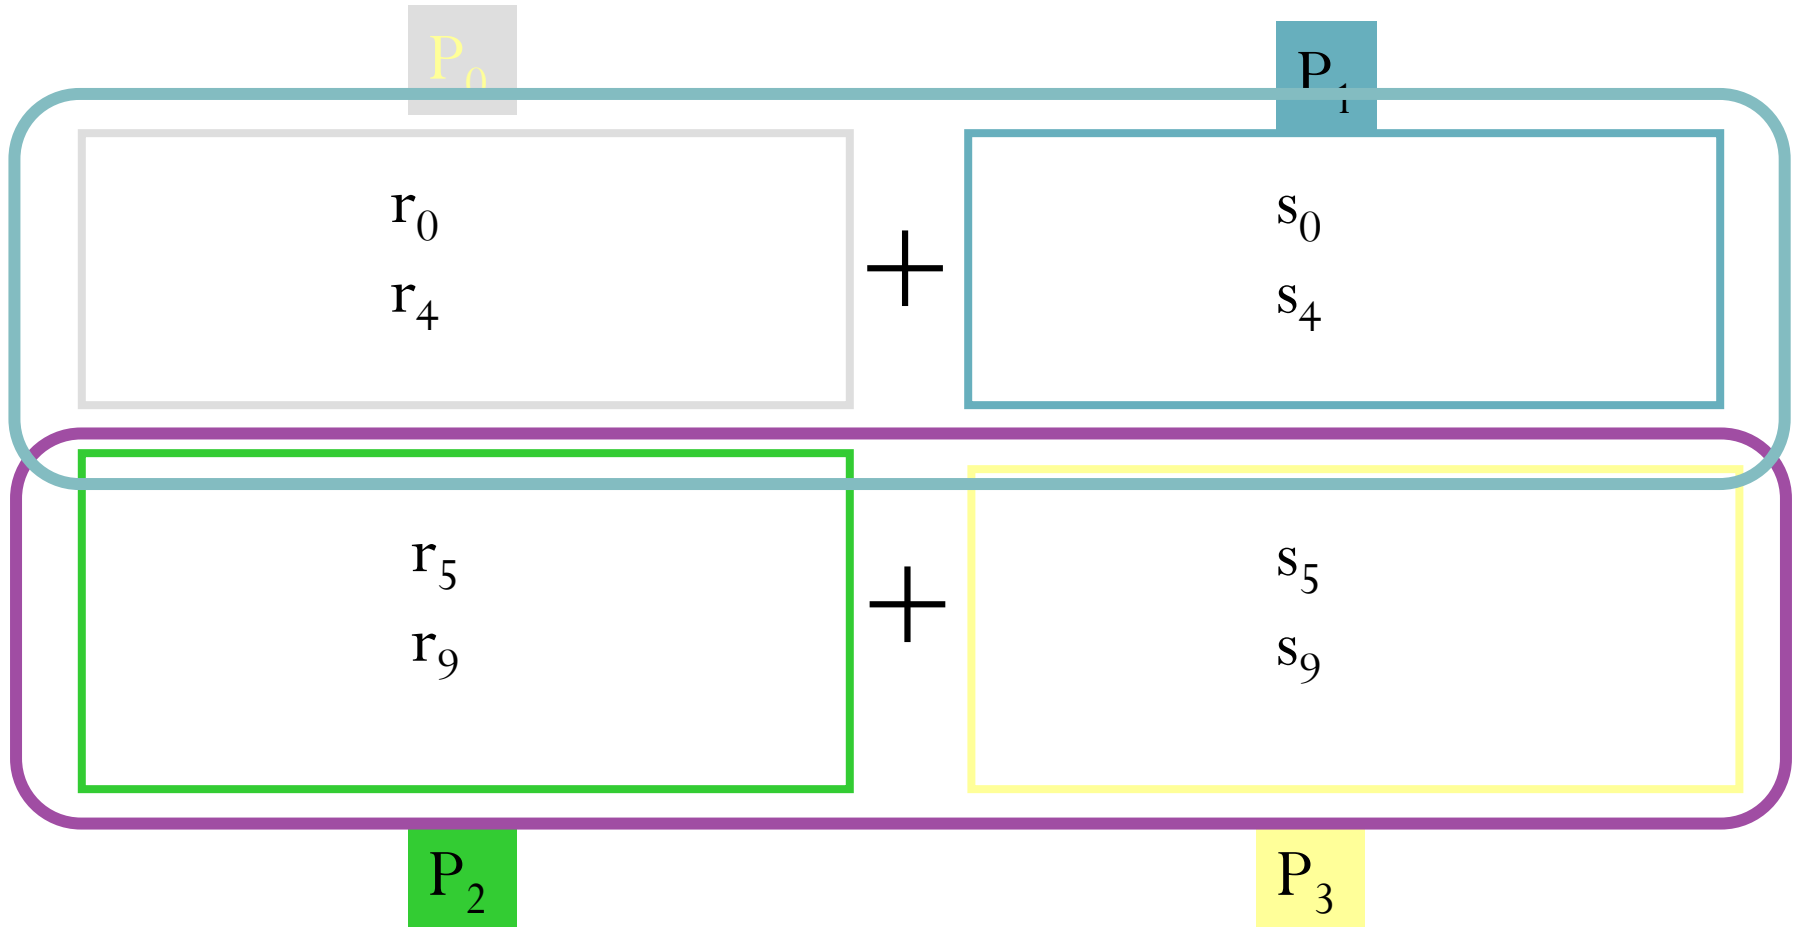 P₀ P₁
r₀ + s₀
r₄ s₄
r₅ + s₅
r₉ s₉
P₂ P₃